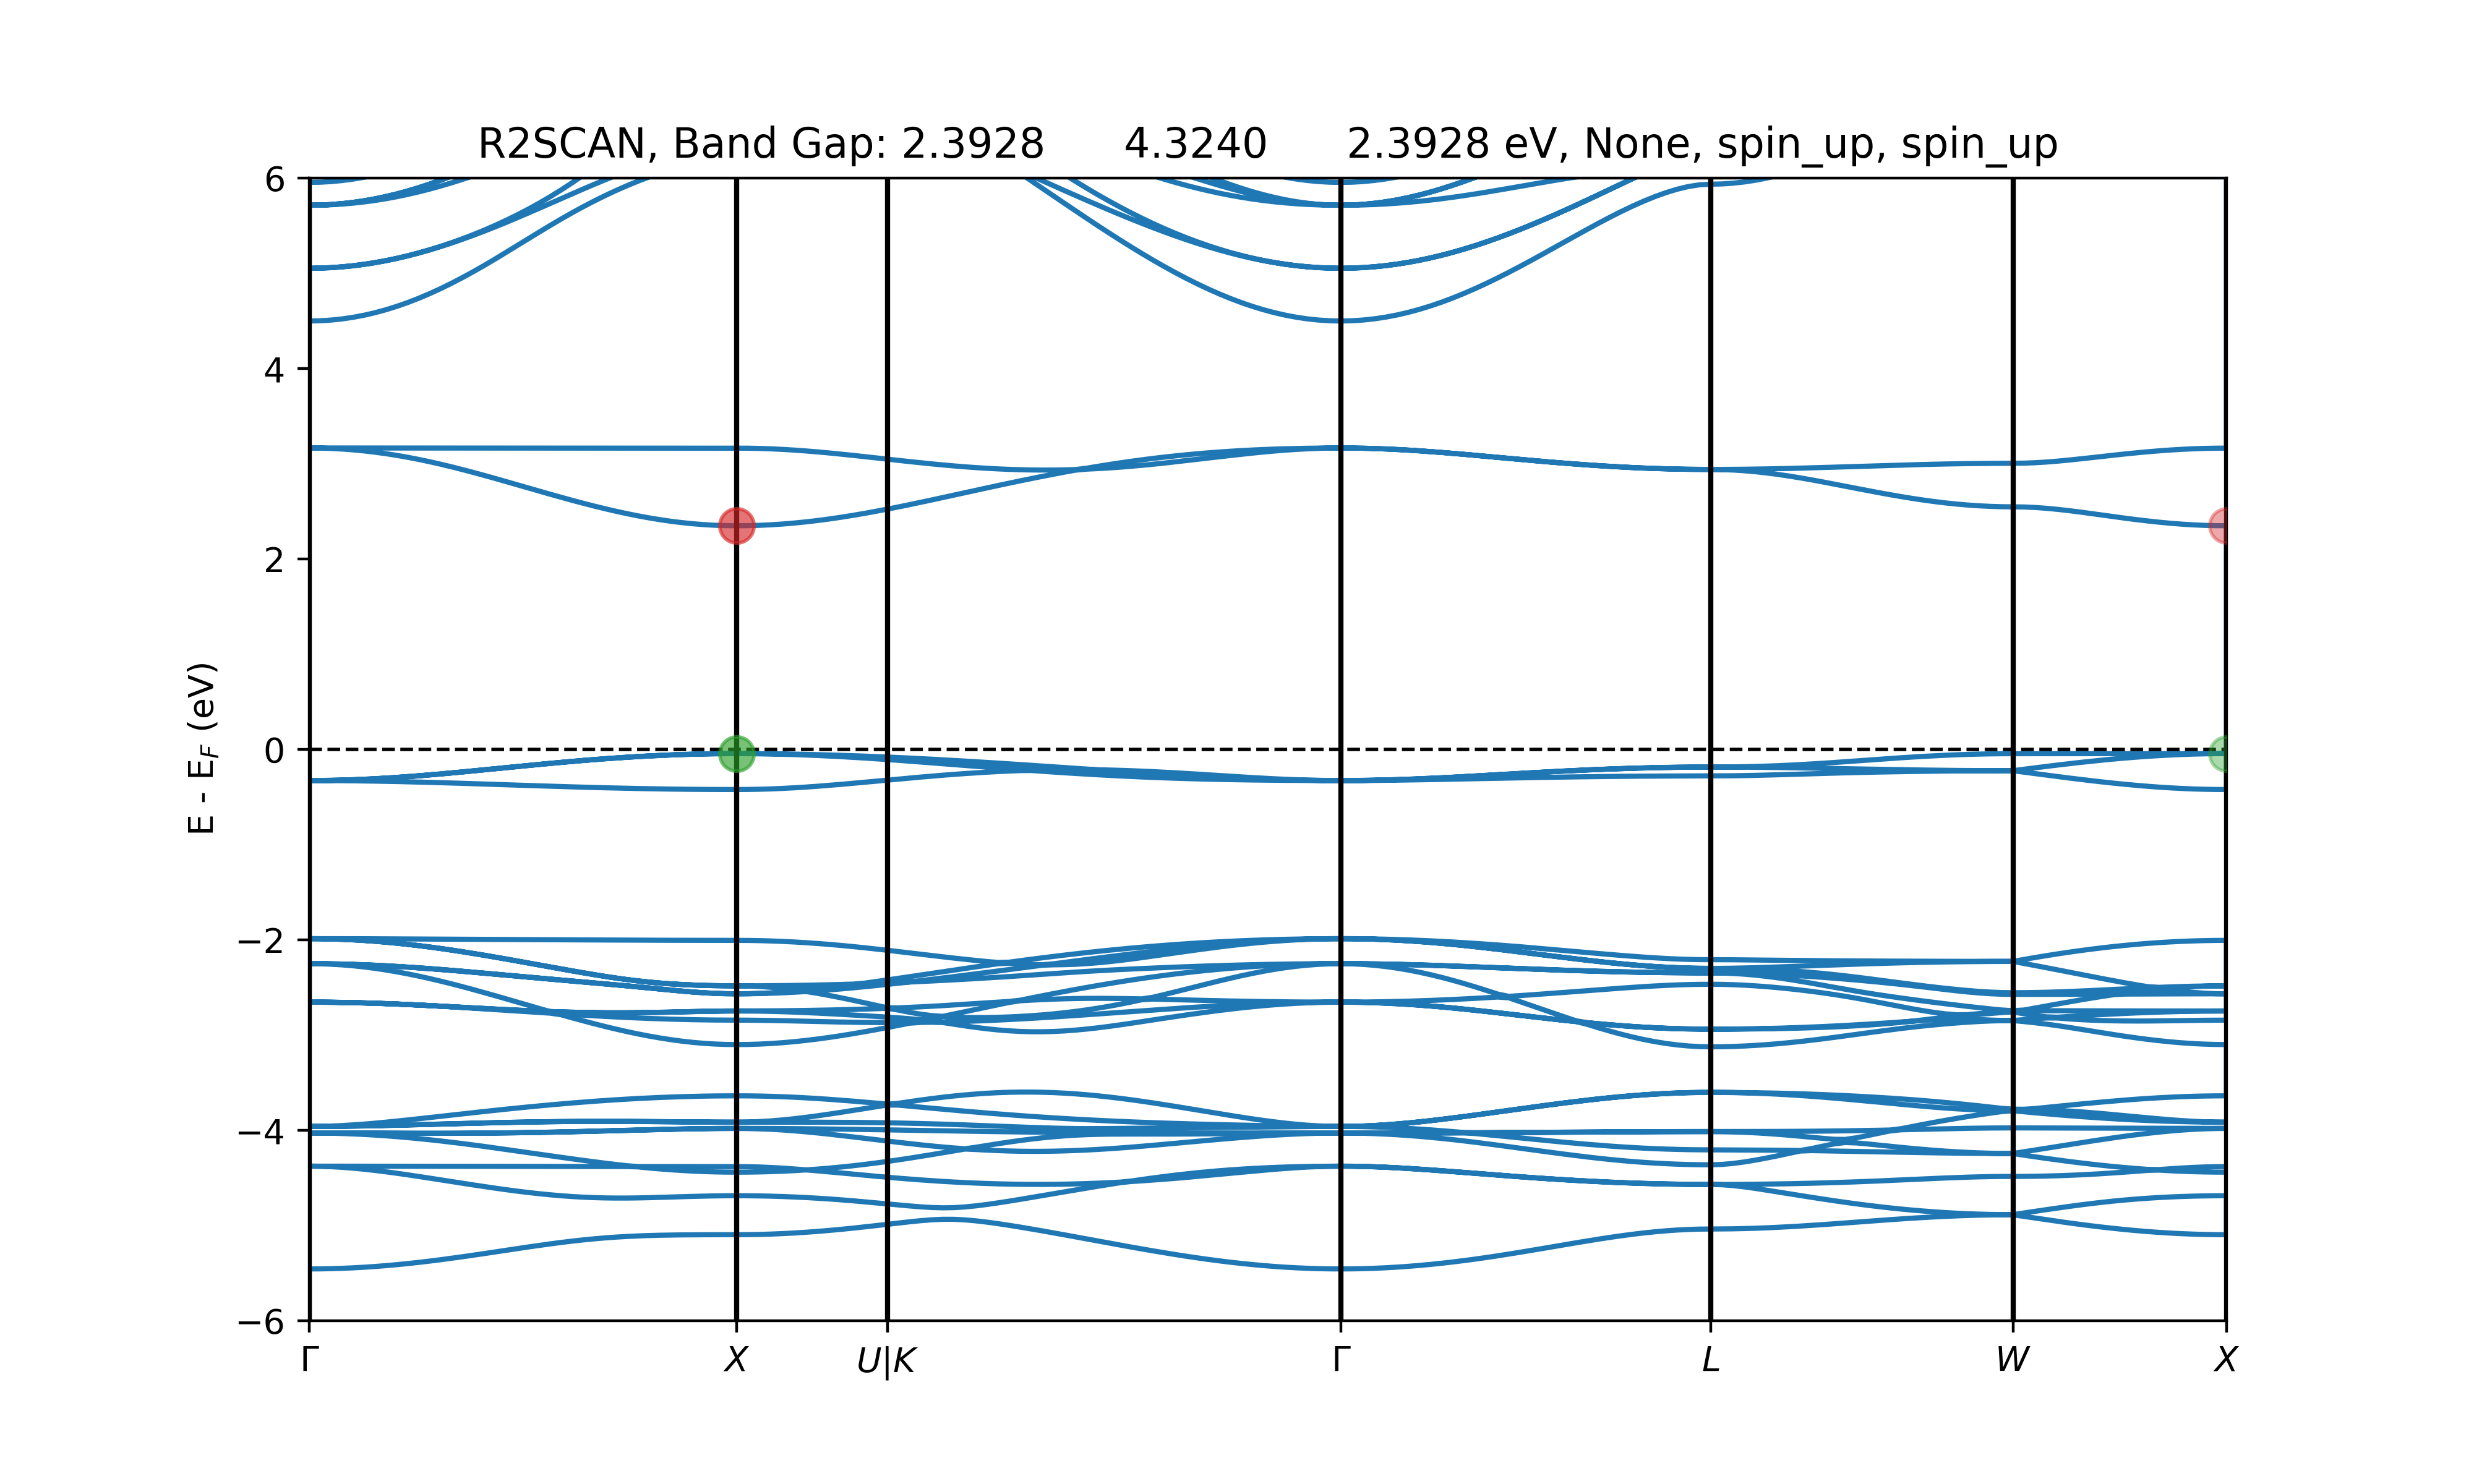 R2SCAN, Band Gap: 2.3928 4.3240 2.3928 eV, None, spin_up, spin_up
6
4
2
0
−2
−4
−6
E - E_F (eV)
Γ X U|K Γ L W X